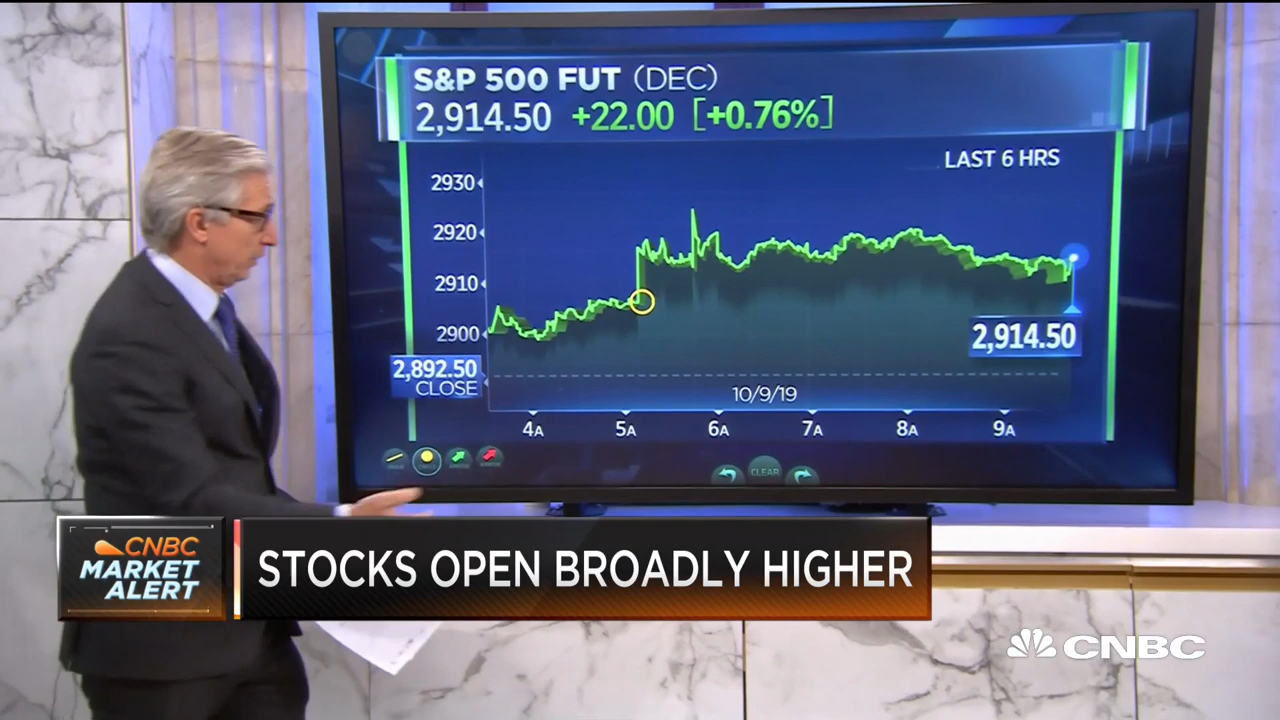 S&P 500 FUT (DEC)
2,914.50 +22.00 [+0.76%]
LAST 6 HRS
2930
2920
2910
2900
2,892.50
CLOSE
2,914.50
10/9/19
4A 5A 6A 7A 8A 9A
CLEAR
CNBC
MARKET
ALERT
STOCKS OPEN BROADLY HIGHER
CNBC